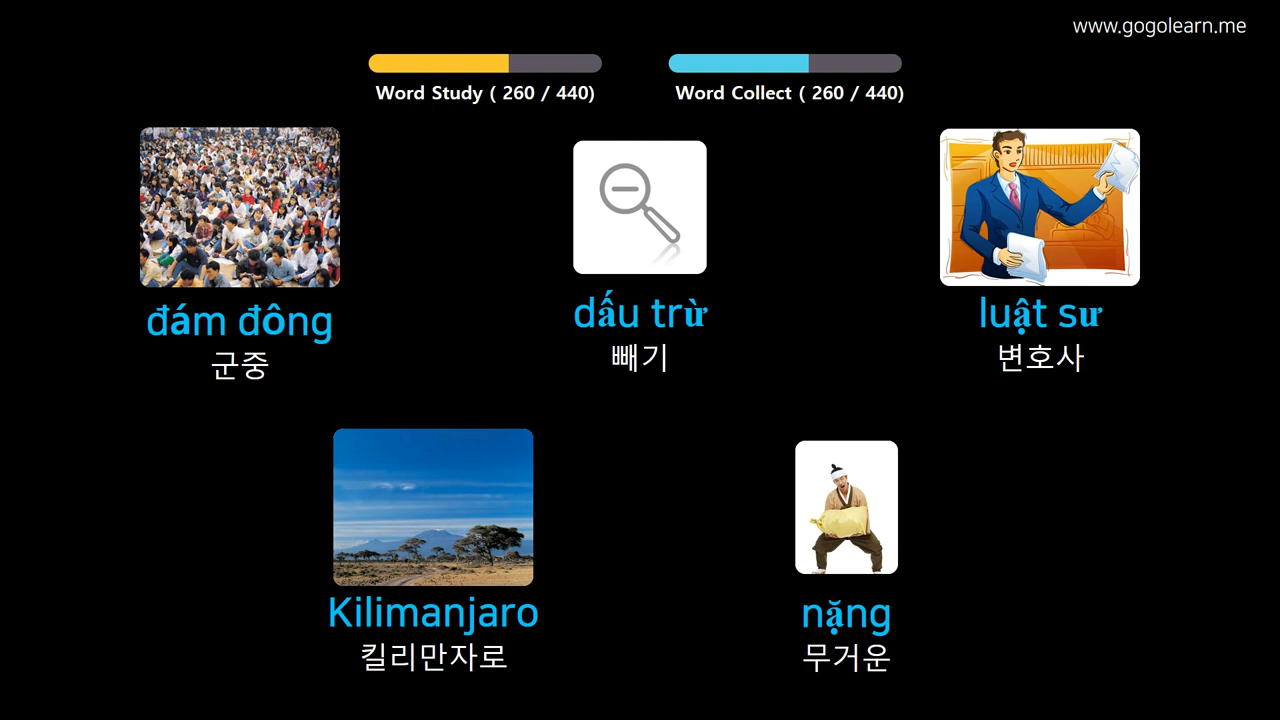 www.gogolearn.me
Word Study ( 260 / 440)
Word Collect ( 260 / 440)
đám đông
군중
dấu trừ
빼기
luật sư
변호사
Kilimanjaro
킬리만자로
nặng
무거운